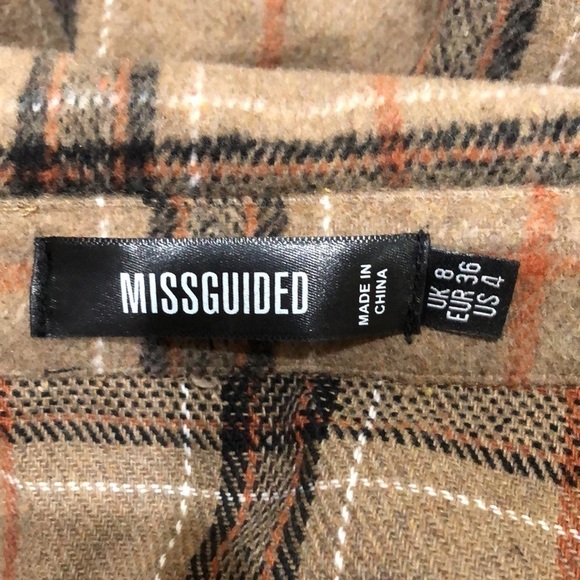 MISSGUIDED
MADE IN
CHINA
UK 8
EUR 36
US 4